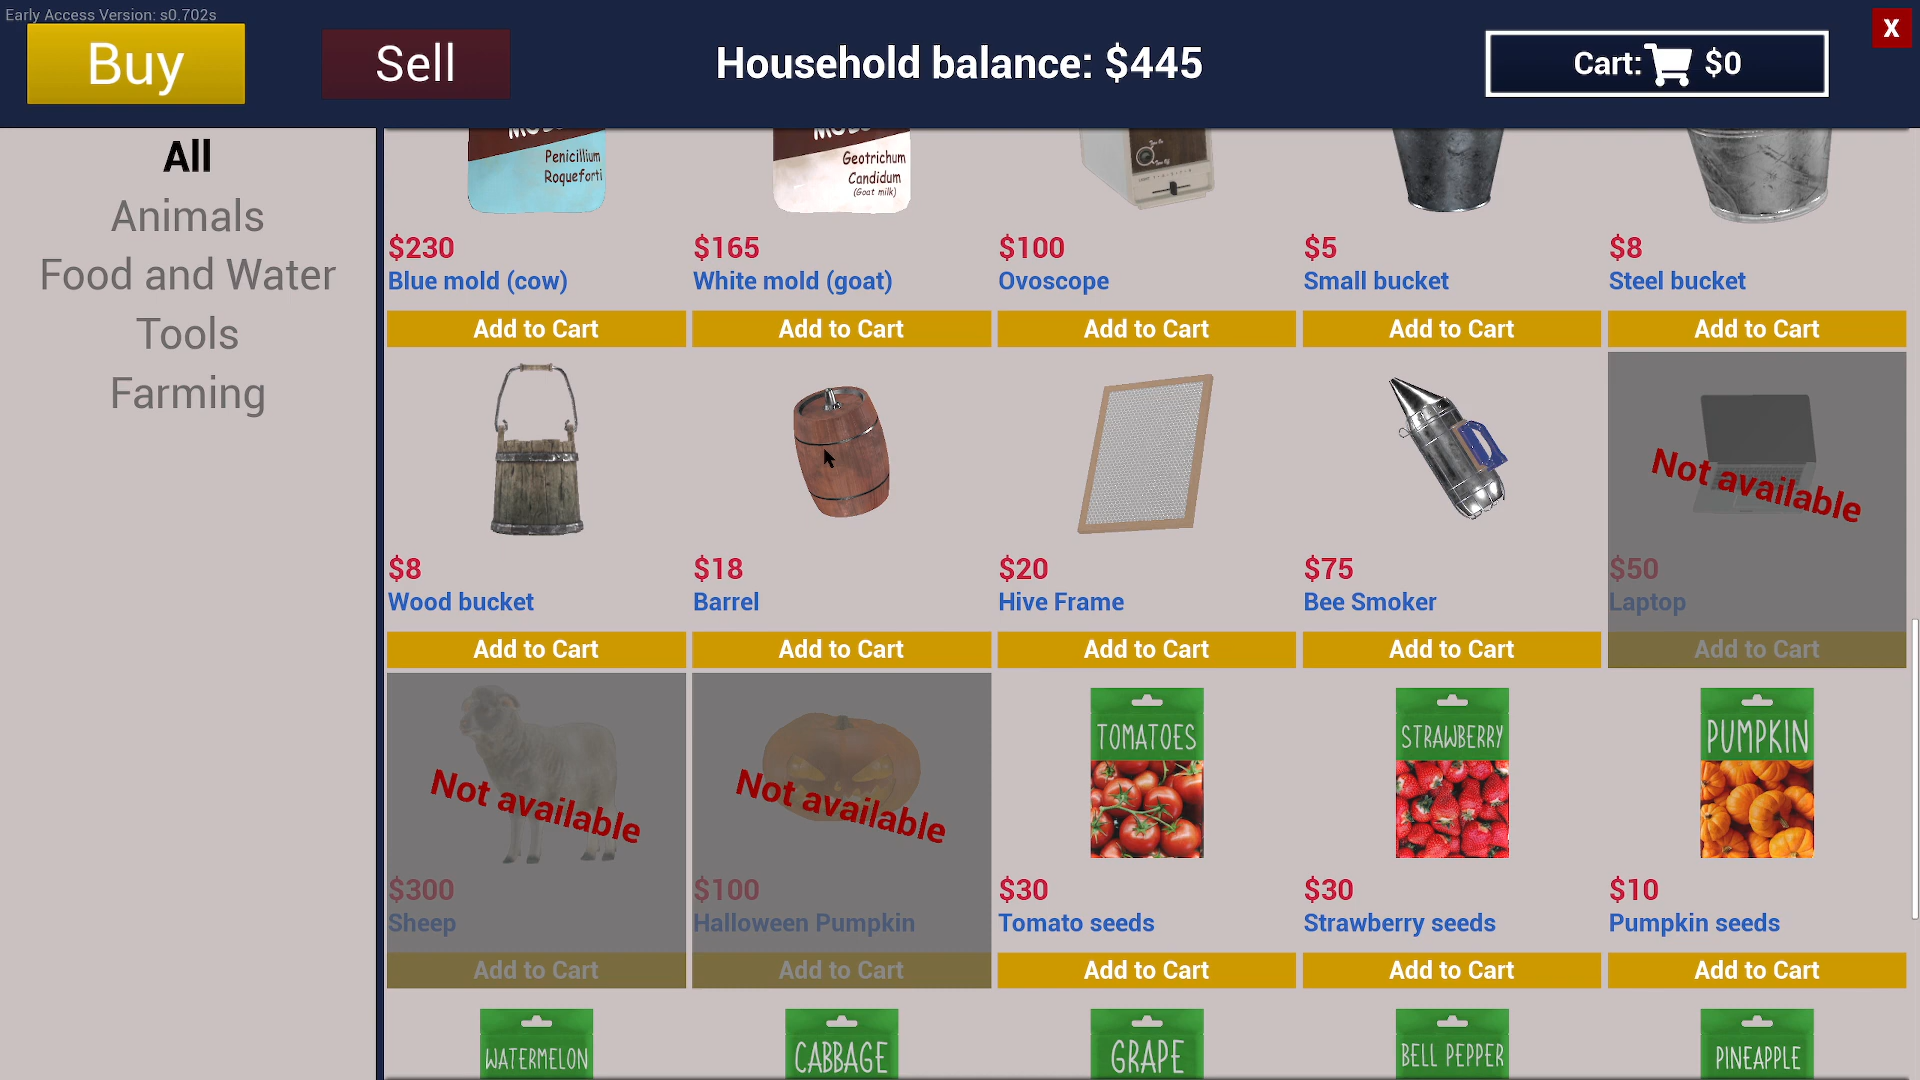 Early Access Version: s0.702s
Buy
Sell
Household balance: $445
Cart: $0
X
All
Animals
Food and Water
Tools
Farming
Penicillium
Roqueforti
Geotrichum
Candidum
(Goat milk)
$230
Blue mold (cow)
Add to Cart
$165
White mold (goat)
Add to Cart
$100
Ovoscope
Add to Cart
$5
Small bucket
Add to Cart
$8
Steel bucket
Add to Cart
$8
Wood bucket
Add to Cart
$18
Barrel
Add to Cart
$20
Hive Frame
Add to Cart
$75
Bee Smoker
Add to Cart
Not available
$50
Laptop
Add to Cart
Not available
$300
Sheep
Add to Cart
Not available
$100
Halloween Pumpkin
Add to Cart
TOMATOES
$30
Tomato seeds
Add to Cart
STRAWBERRY
$30
Strawberry seeds
Add to Cart
PUMPKIN
$10
Pumpkin seeds
Add to Cart
WATERMELON
CABBAGE
GRAPE
BELL PEPPER
PINEAPPLE